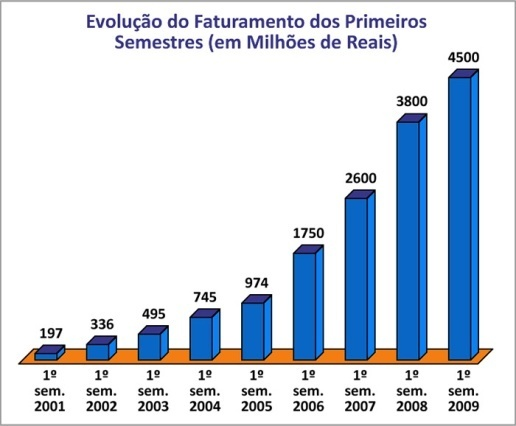 Evolução do Faturamento dos Primeiros
Semestres (em Milhões de Reais)
4500
3800
2600
1750
974
745
495
336
197
1º 1º 1º 1º 1º 1º 1º 1º 1º
sem. sem. sem. sem. sem. sem. sem. sem. sem.
2001 2002 2003 2004 2005 2006 2007 2008 2009